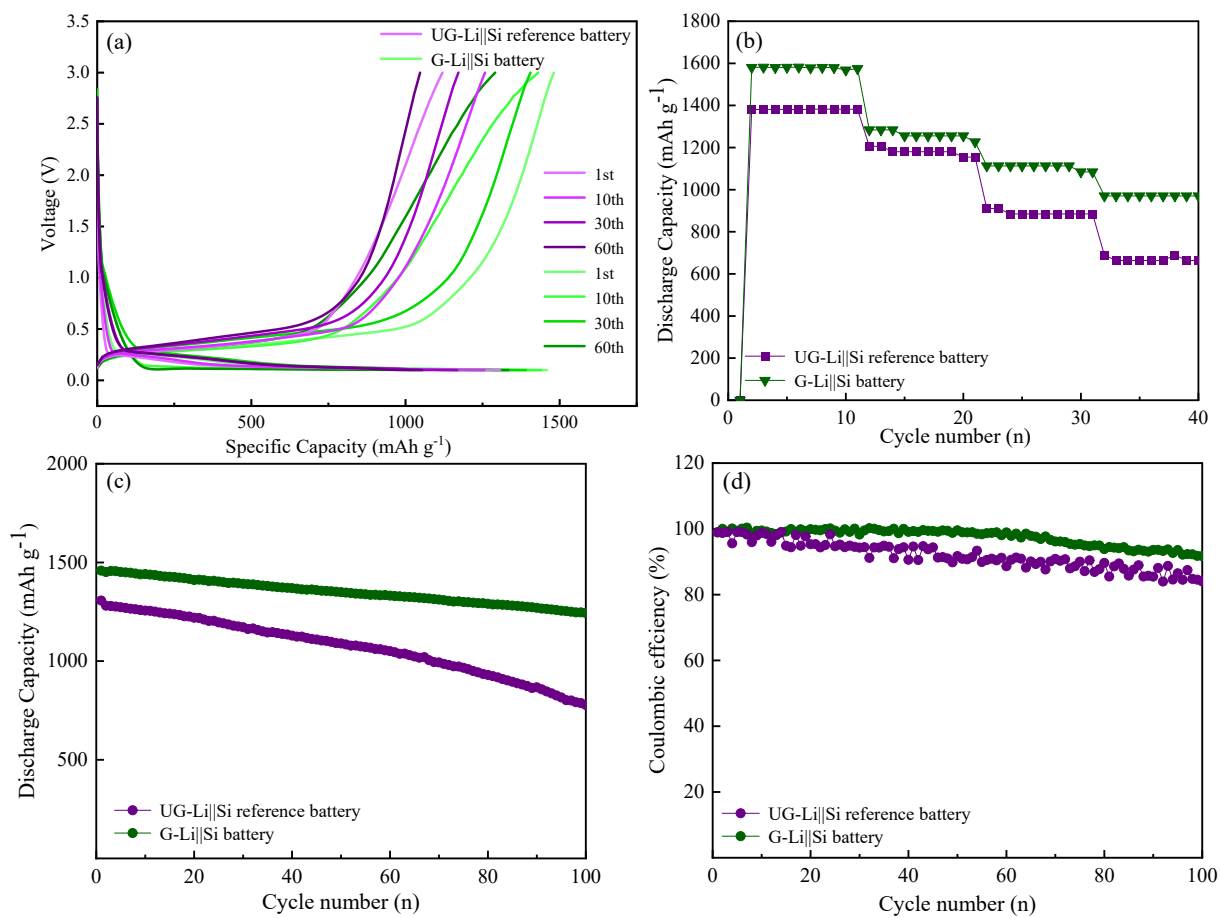 (a)
UG-Li||Si reference battery
G-Li||Si battery
1st
10th
30th
60th
1st
10th
30th
60th
3.5
3.0
2.5
2.0
1.5
1.0
0.5
0.0
Voltage (V)
0
500
1000
1500
Specific Capacity (mAh g⁻¹)
(b)
1600
1400
1200
1000
800
600
400
200
0
Discharge Capacity (mAh g⁻¹)
UG-Li||Si reference battery
G-Li||Si battery
0
10
20
30
40
Cycle number (n)
(c)
2000
1500
1000
500
Discharge Capacity (mAh g⁻¹)
UG-Li||Si reference battery
G-Li||Si battery
0
20
40
60
80
100
Cycle number (n)
(d)
120
100
80
60
40
20
Coulombic effciency (%)
UG-Li||Si reference battery
G-Li||Si battery
0
20
40
60
80
100
Cycle number (n)